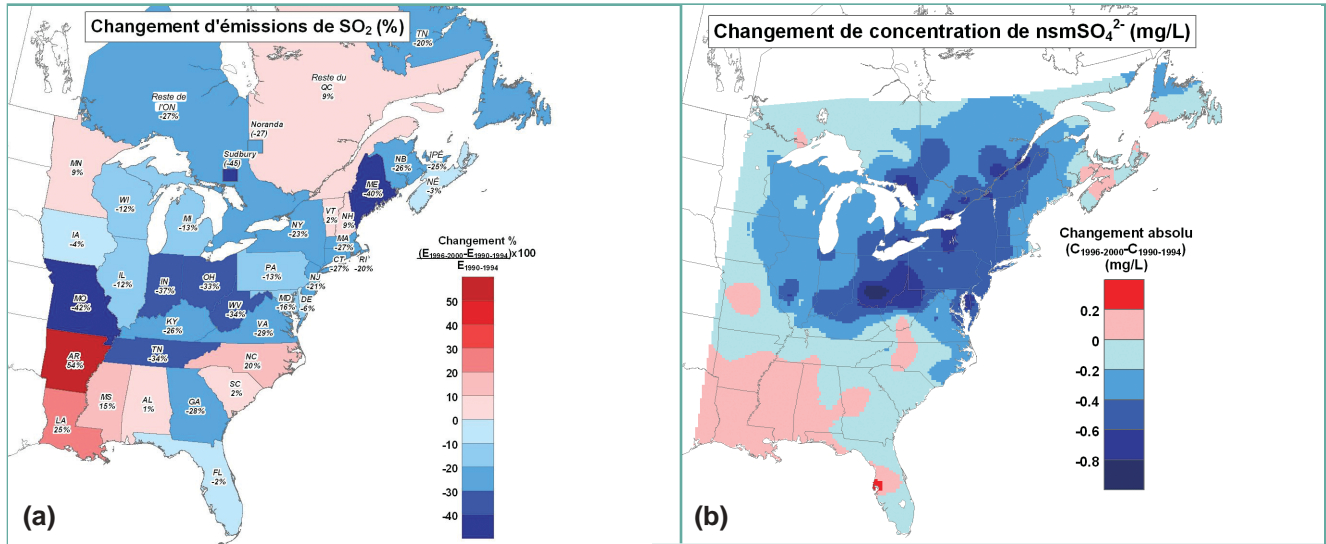 Changement d'émissions de SO₂ (%)
TN
-20%
Reste du
QC
9%
Reste de
l'ON
-27%
Noranda
(-27)
Sudbury
(-45)
MN
9%
NB
-26%
IPÉ
-25%
ME
-40%
NÉ
-3%
WI
-12%
MI
-13%
VT
2%
NH
9%
NY
-23%
MA
-27%
CT
-27%
RI
-20%
IA
-4%
PA
-13%
NJ
-21%
IL
-12%
IN
-37%
OH
-33%
MD
-16%
DE
-6%
WV
-34%
MO
-42%
KY
-26%
VA
-29%
TN
-34%
NC
20%
AR
54%
SC
2%
MS
15%
AL
1%
GA
-28%
LA
25%
FL
-2%
Changement %
(E₁₉₉₆₋₂₀₀₀-E₁₉₉₀₋₁₉₉₄)x100
E₁₉₉₀₋₁₉₉₄
50
40
30
20
10
0
-10
-20
-30
-40
(a)
Changement de concentration de nsmSO₄²⁻ (mg/L)
Changement absolu
(C₁₉₉₆₋₂₀₀₀-C₁₉₉₀₋₁₉₉₄)
(mg/L)
0.2
0
-0.2
-0.4
-0.6
-0.8
(b)